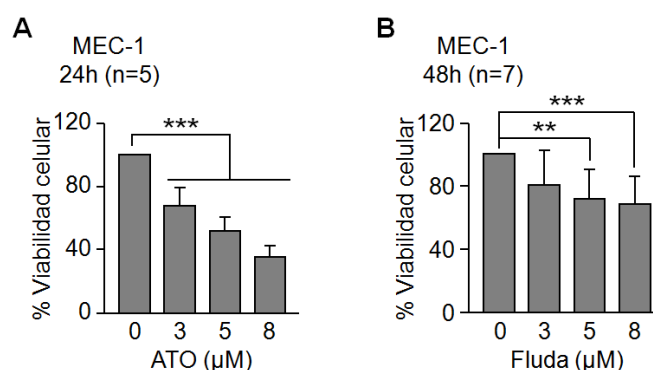 A
MEC-1
24h (n=5)
% Viabilidad celular
120
80
40
0
***
0 3 5 8
ATO (µM)
B
MEC-1
48h (n=7)
% Viabilidad celular
120
80
40
0
***
**
0 3 5 8
Fluda (µM)